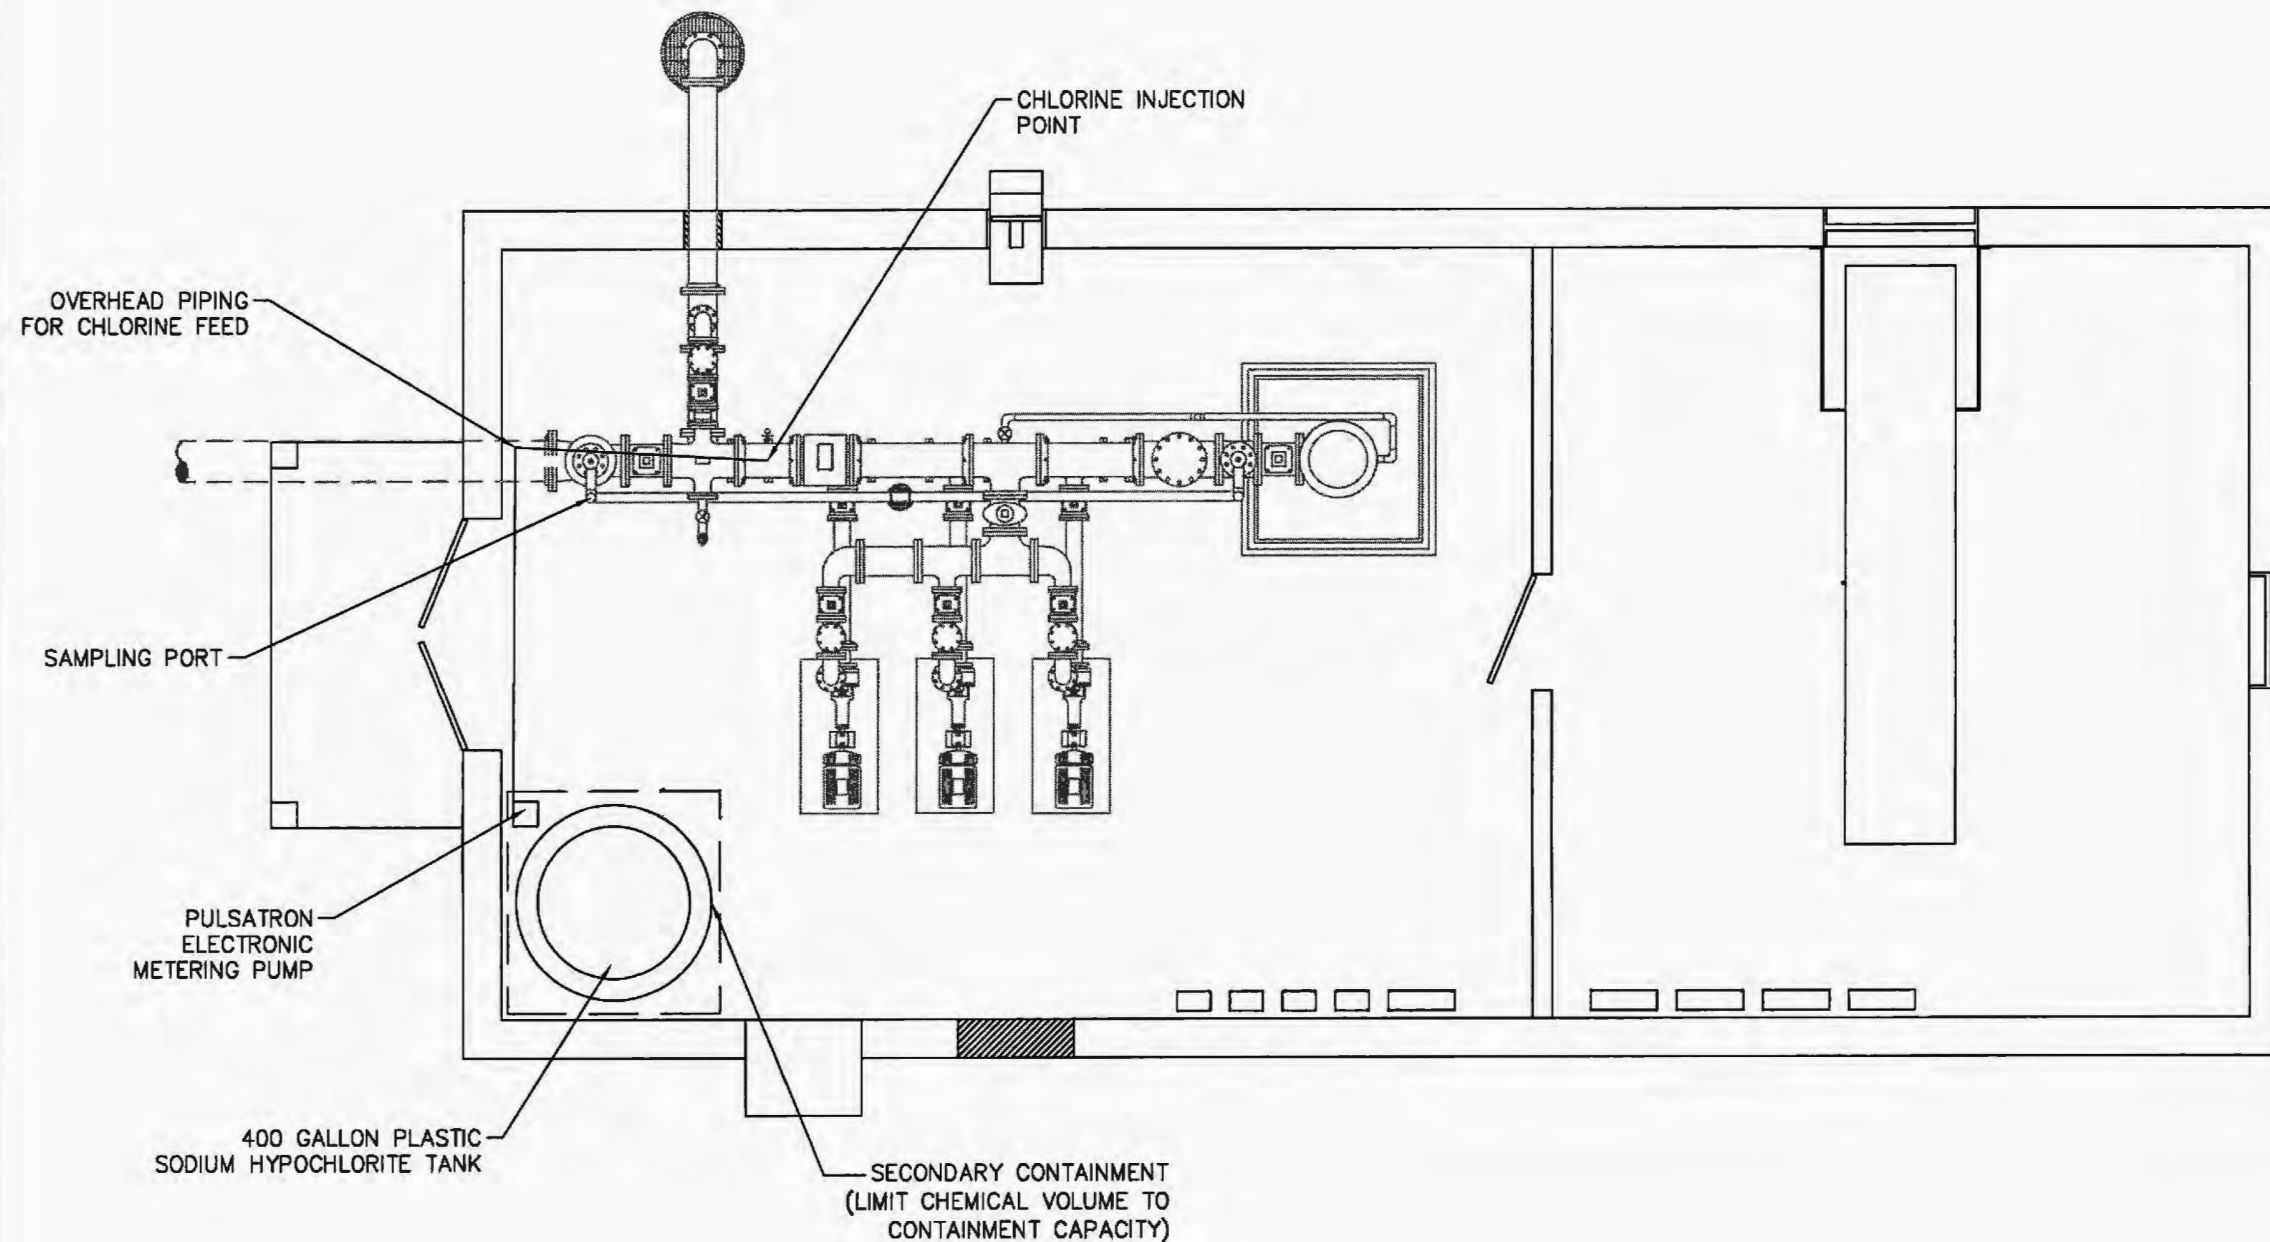 CHLORINE INJECTION
POINT
OVERHEAD PIPING
FOR CHLORINE FEED
SAMPLING PORT
PULSATRON
ELECTRONIC
METERING PUMP
400 GALLON PLASTIC
SODIUM HYPOCHLORITE TANK
SECONDARY CONTAINMENT
(LIMIT CHEMICAL VOLUME TO
CONTAINMENT CAPACITY)